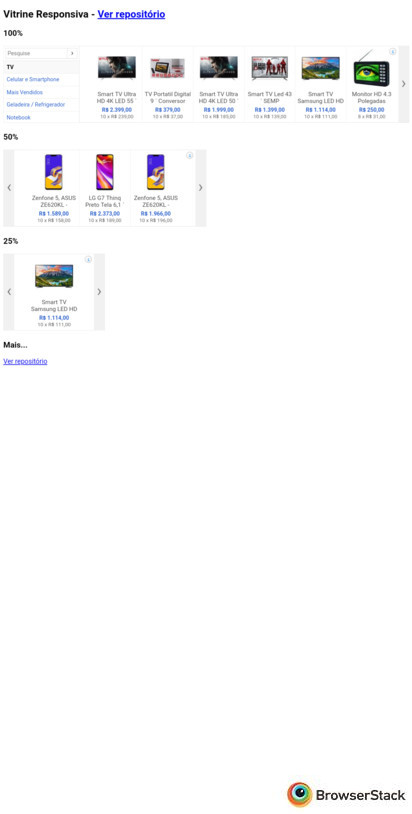 Vitrine Responsiva - Ver repositório
100%
Pesquise
TV
Celular e Smartphone
Mais Vendidos
Geladeira / Refrigerador
Notebook
Smart TV Ultra HD 4K LED 55
R$ 2.399,00
10 x R$ 239,00
TV Portatil Digital 9¨ Conversor
R$ 379,00
10 x R$ 37,00
Smart TV Ultra HD 4K LED 50¨
R$ 1.999,00
10 x R$ 185,00
Smart TV Led 43¨ SEMP
R$ 1.399,00
10 x R$ 139,00
Smart TV Samsung LED HD
R$ 1.114,00
10 x R$ 111,00
Monitor HD 4.3 Polegadas
R$ 250,00
8 x R$ 31,00
50%
Zenfone 5, ASUS ZE620KL -
R$ 1.589,00
10 x R$ 158,00
LG G7 Thinq Preto Tela 6,1¨
R$ 2.373,00
10 x R$ 189,00
Zenfone 5, ASUS ZE620KL -
R$ 1.966,00
10 x R$ 196,00
25%
Smart TV
Samsung LED HD
R$ 1.114,00
10 x R$ 111,00
Mais...
Ver repositório
BrowserStack